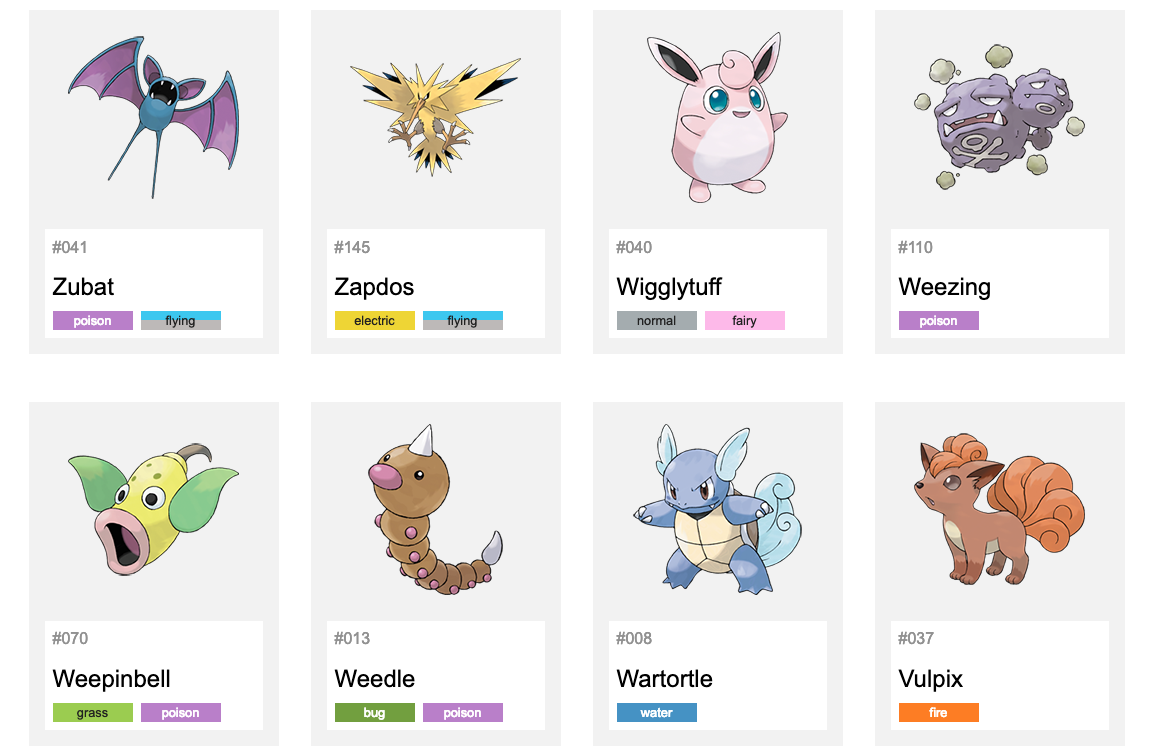 #041
Zubat
poison flying
#145
Zapdos
electric flying
#040
Wigglytuff
normal fairy
#110
Weezing
poison
#070
Weepinbell
grass poison
#013
Weedle
bug poison
#008
Wartortle
water
#037
Vulpix
fire